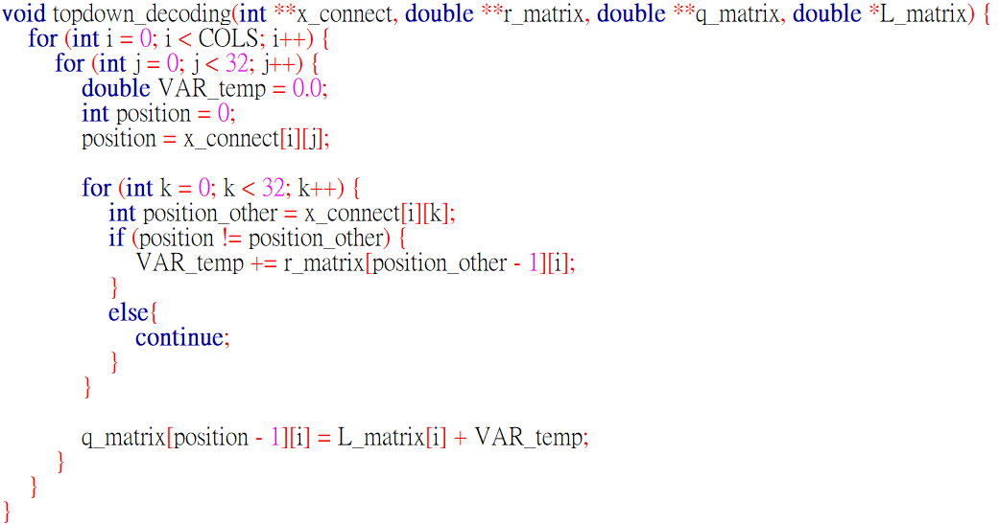 void topdown_decoding(int **x_connect, double **r_matrix, double **q_matrix, double *L_matrix) {
for (int i = 0; i < COLS; i++) {
for (int j = 0; j < 32; j++) {
double VAR_temp = 0.0;
int position = 0;
position = x_connect[i][j];
for (int k = 0; k < 32; k++) {
int position_other = x_connect[i][k];
if (position != position_other) {
VAR_temp += r_matrix[position_other - 1][i];
}
else{
continue;
}
}
q_matrix[position - 1][i] = L_matrix[i] + VAR_temp;
}
}
}